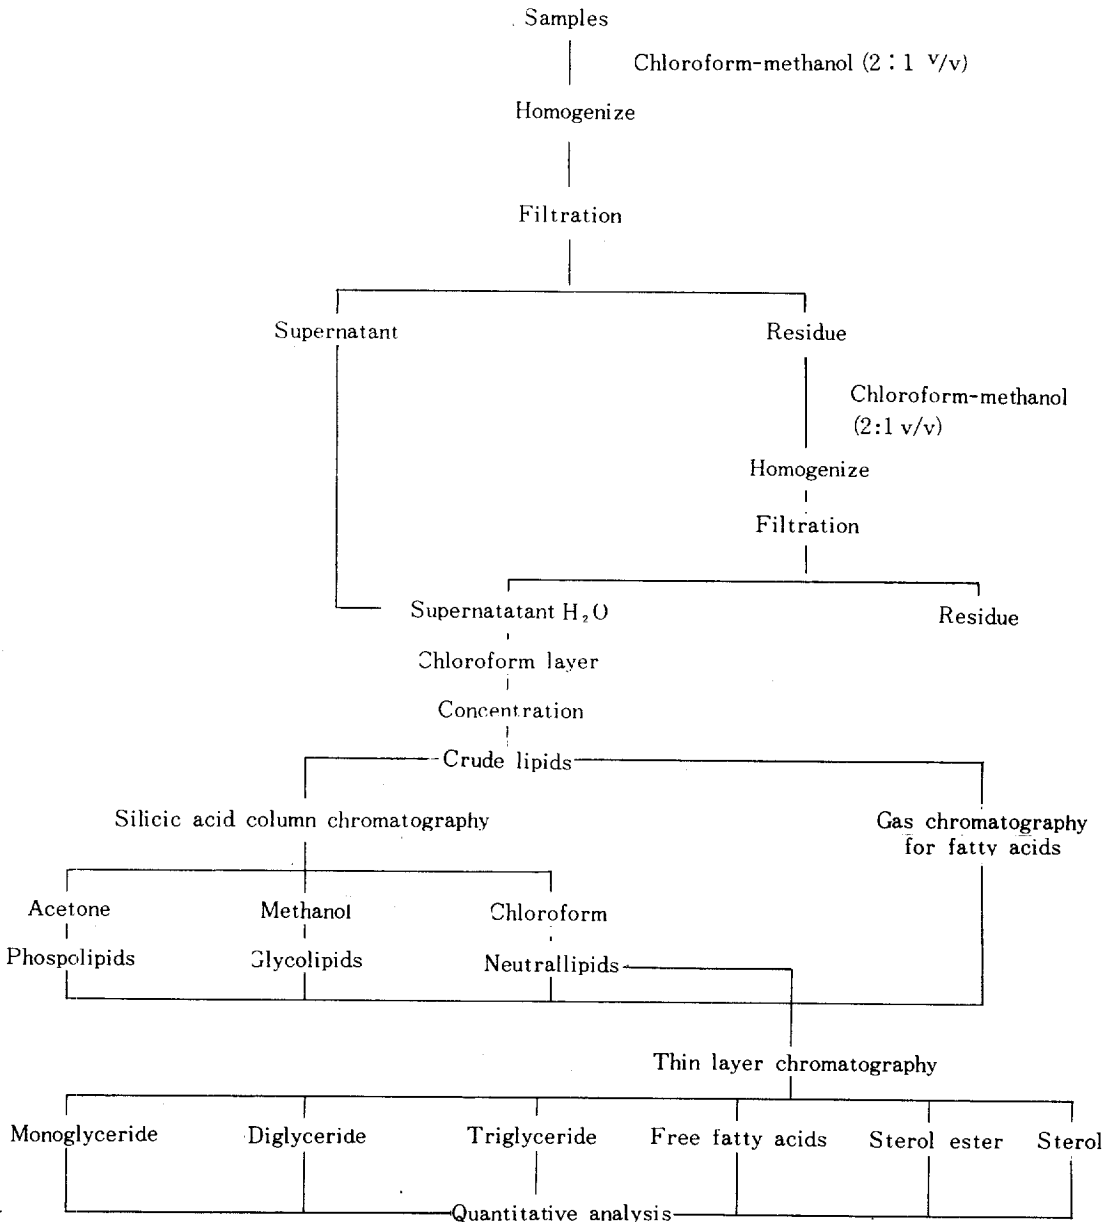 Samples
Chloroform-methanol (2 : 1 v/v)
Homogenize
Filtration
Supernatant
Residue
Chloroform-methanol
(2:1 v/v)
Homogenize
Filtration
Supernatatant H₂O
Residue
Chloroform layer
Concentration
Crude lipids
Silicic acid column chromatography
Gas chromatography
for fatty acids
Acetone
Methanol
Chloroform
Phospolipids
Glycolipids
Neutrallipids
Thin layer chromatography
Monoglyceride
Diglyceride
Triglyceride
Free fatty acids
Sterol ester
Sterol
Quantitative analysis